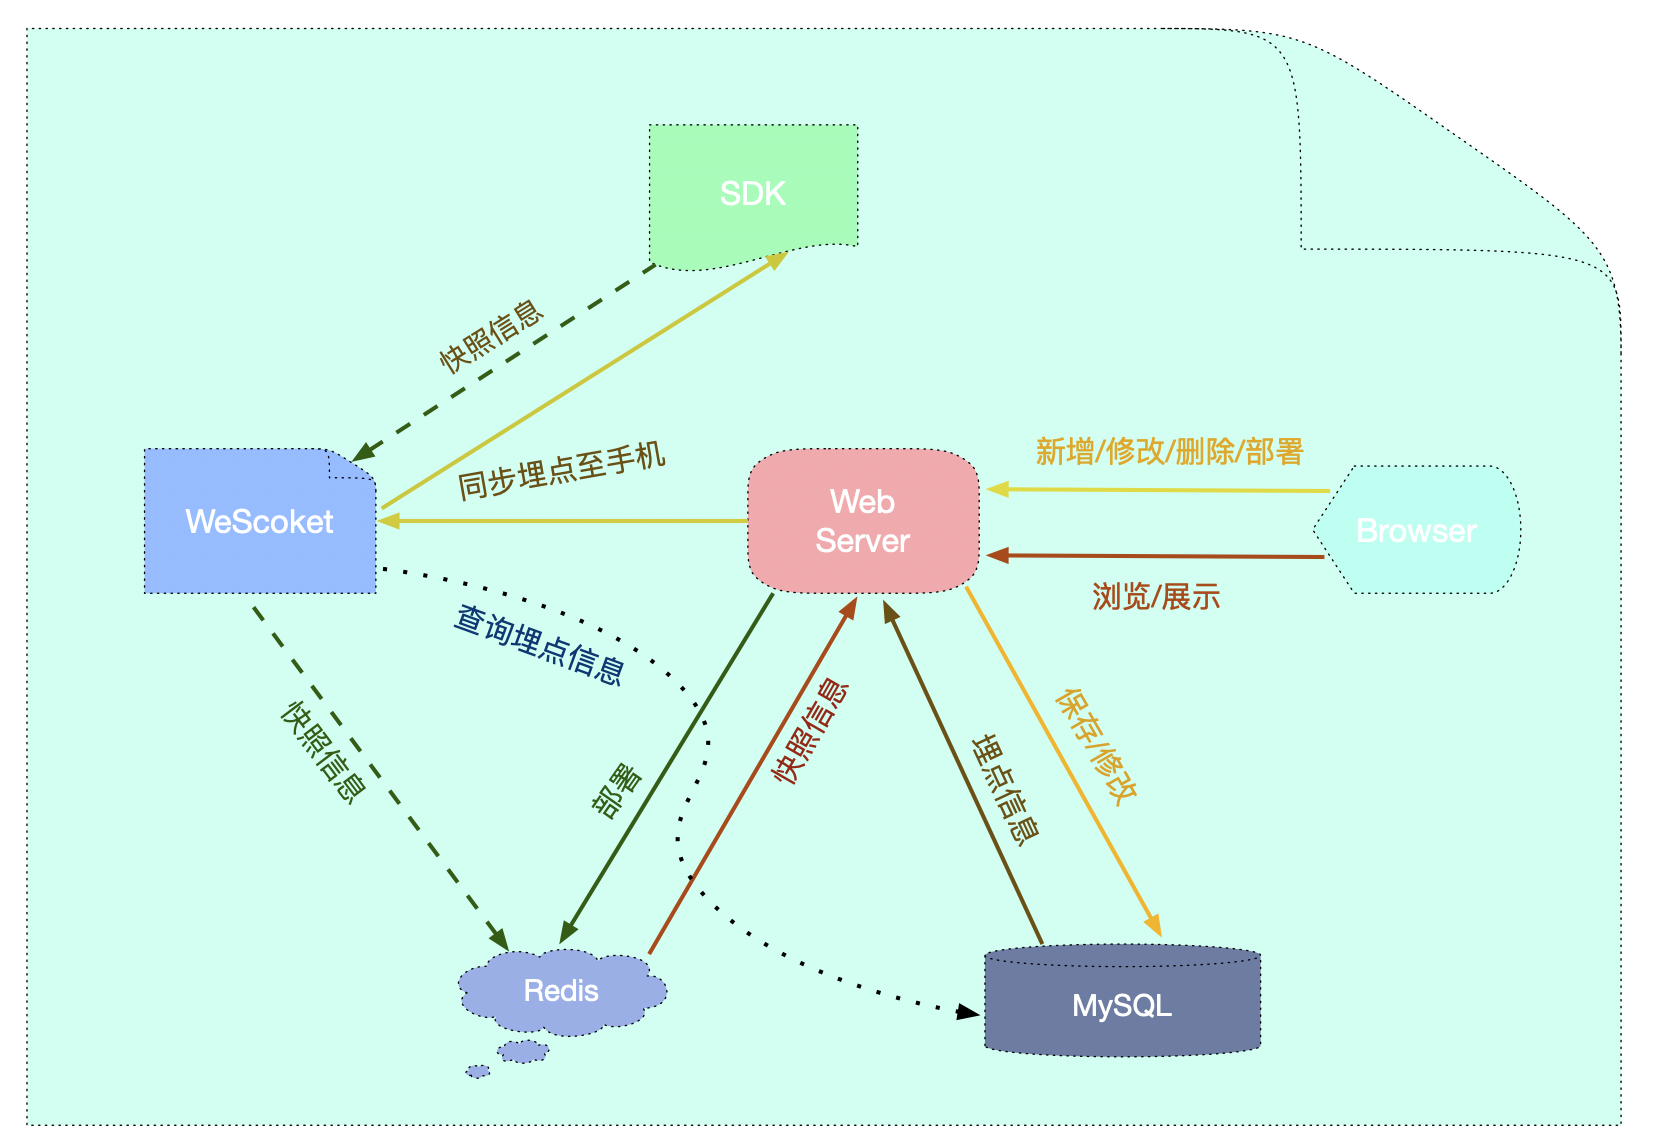 SDK
快照信息
同步埋点至手机
新增/修改/删除/部署
WeScoket
Web
Server
Browser
浏览/展示
查询埋点信息
快照信息
部署
快照信息
埋点信息
保存/修改
Redis
MySQL